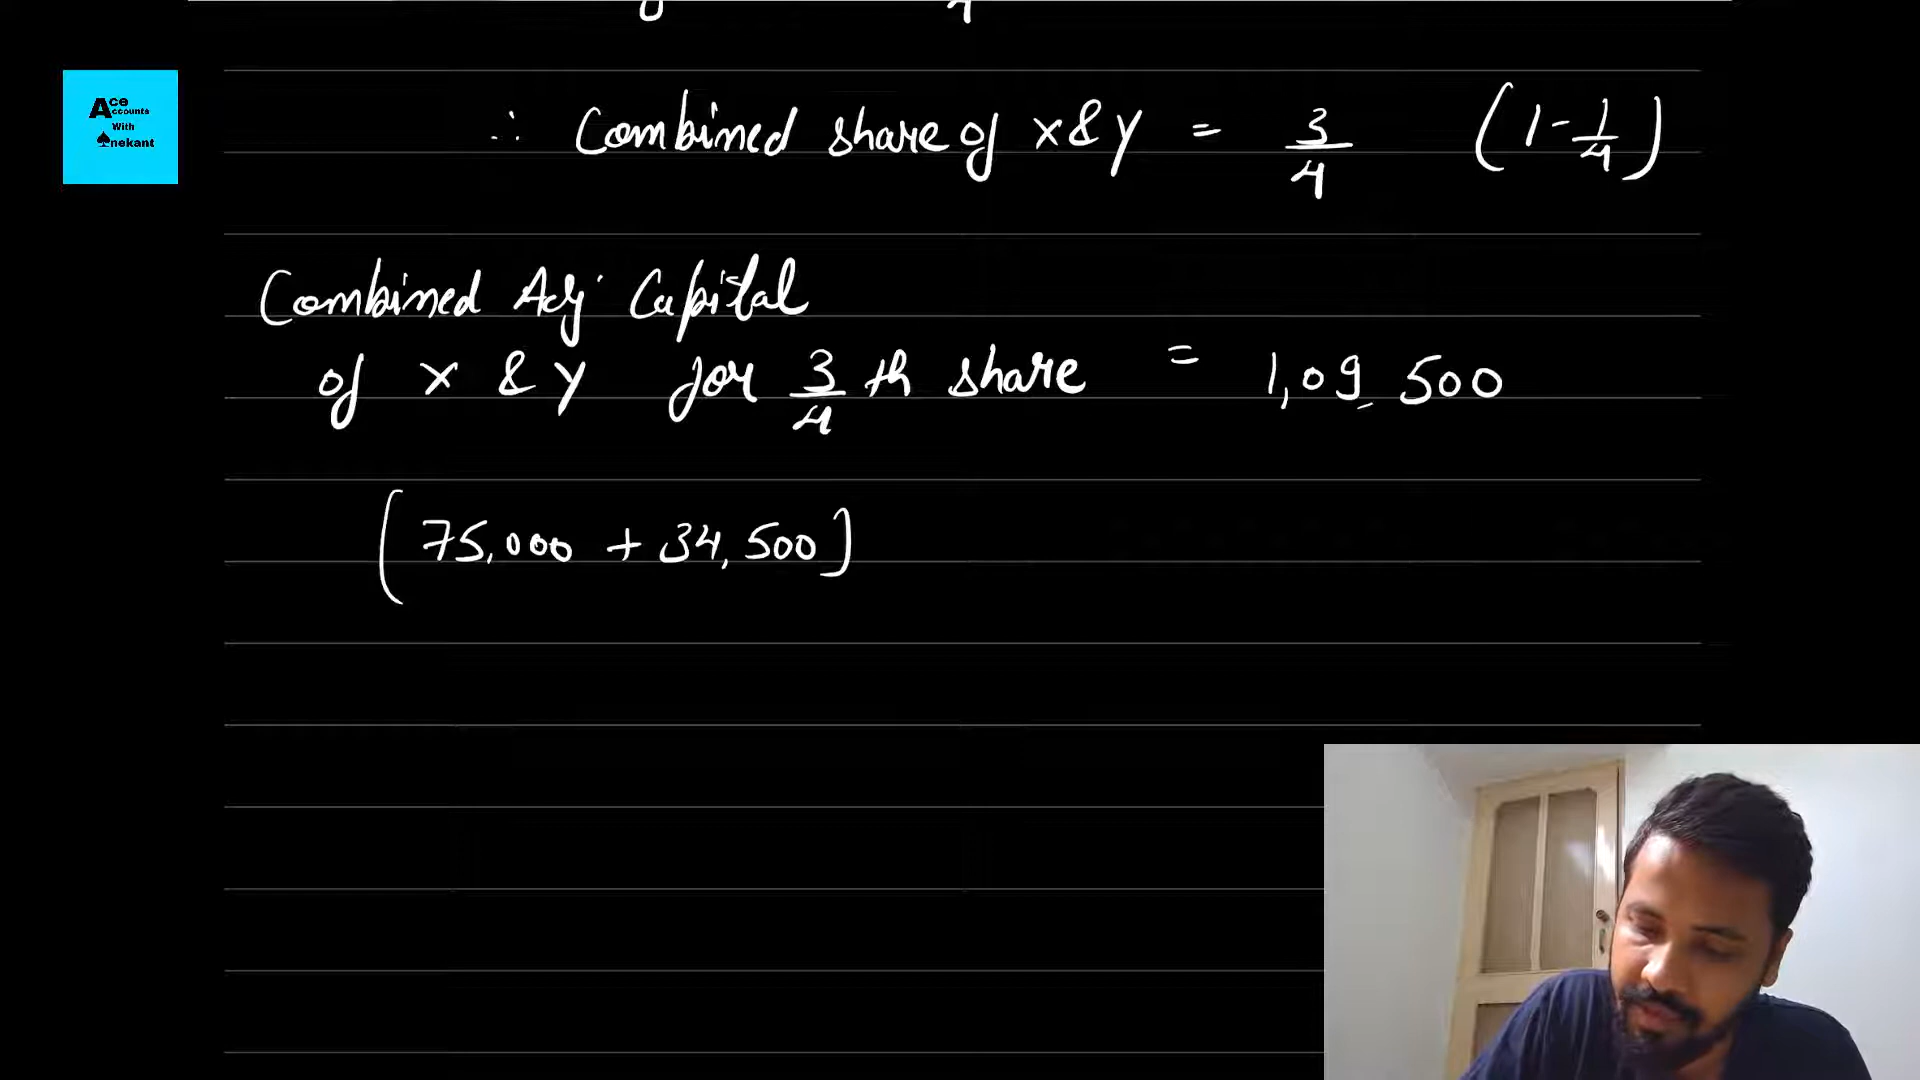 Ace
Accounts
With
Anekant
∴ Combined share of X & Y = 3/4 (1 - 1/4)
Combined Adj. Capital
of X & Y for 3/4 th share = 1,09,500
(75,000 + 34,500)